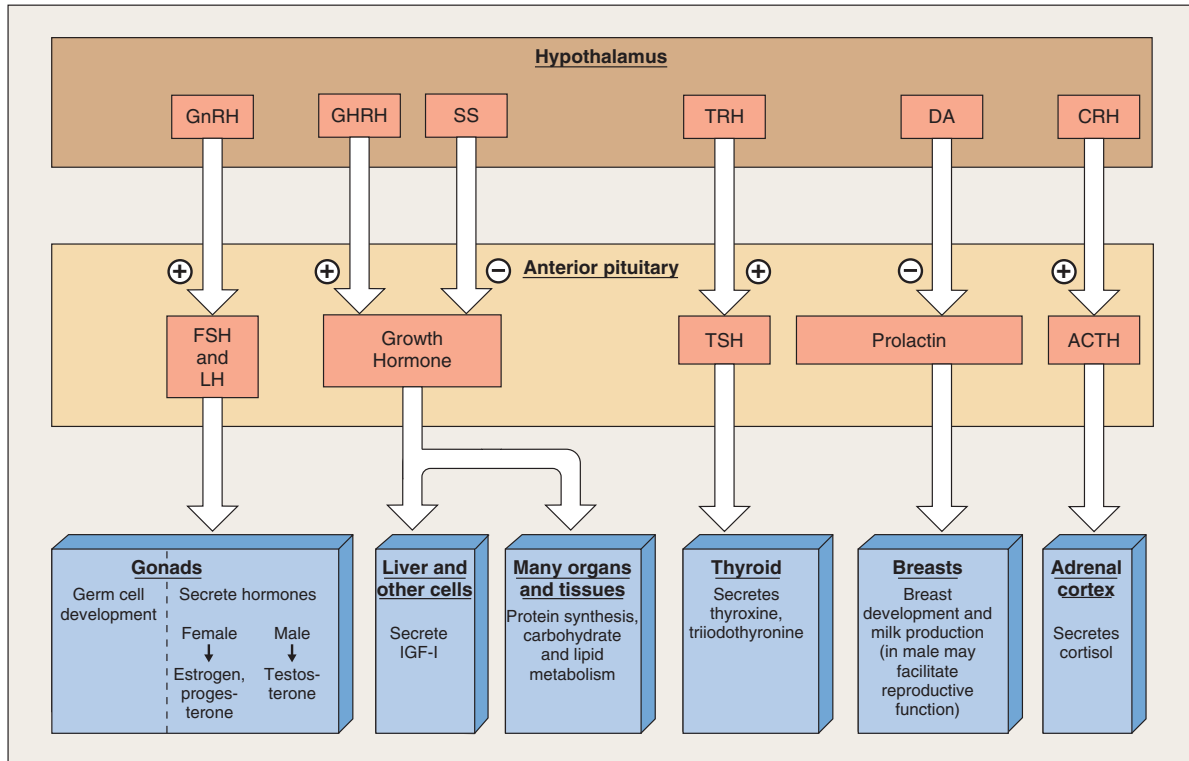 Hypothalamus
GnRH
GHRH
SS
TRH
DA
CRH
+
+
−
Anterior pituitary
+
−
+
FSH
and
LH
Growth
Hormone
TSH
Prolactin
ACTH
Gonads
Germ cell
development
Secrete hormones
Female
Estrogen,
proges-
terone
Male
Testos-
terone
Liver and
other cells
Secrete
IGF-I
Many organs
and tissues
Protein synthesis,
carbohydrate
and lipid
metabolism
Thyroid
Secretes
thyroxine,
triiodothyronine
Breasts
Breast
development and
milk production
(in male may
facilitate
reproductive
function)
Adrenal
cortex
Secretes
cortisol